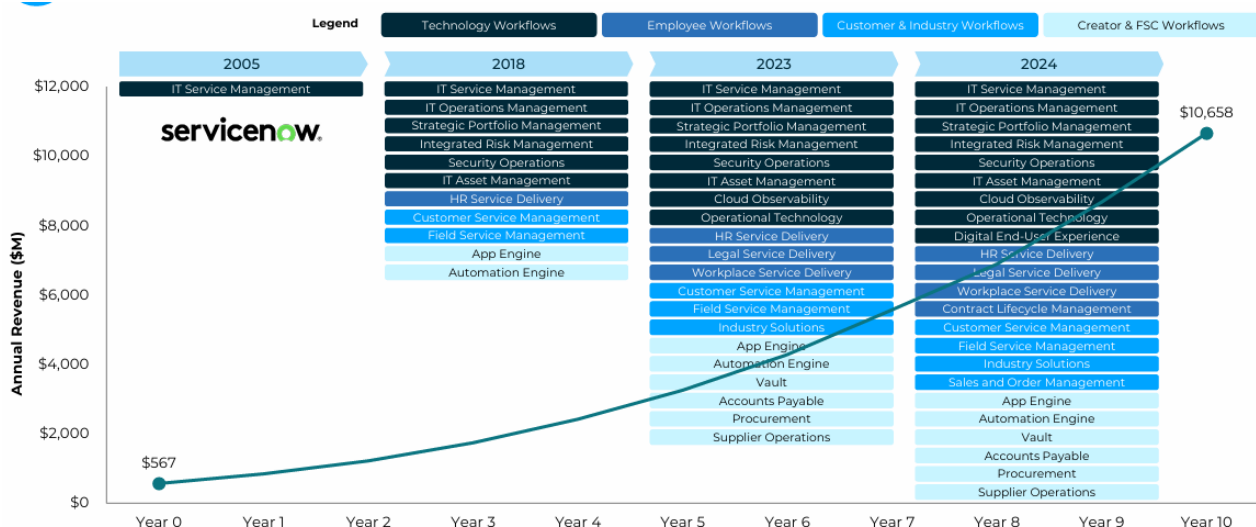 Legend
Technology Workflows
Employee Workflows
Customer & Industry Workflows
Creator & FSC Workflows
2005
2018
2023
2024
IT Service Management
servicenow®
IT Service Management
IT Operations Management
Strategic Portfolio Management
Integrated Risk Management
Security Operations
IT Asset Management
HR Service Delivery
Customer Service Management
Field Service Management
App Engine
Automation Engine
IT Service Management
IT Operations Management
Strategic Portfolio Management
Integrated Risk Management
Security Operations
IT Asset Management
Cloud Observability
Operational Technology
HR Service Delivery
Legal Service Delivery
Workplace Service Delivery
Customer Service Management
Field Service Management
Industry Solutions
App Engine
Automation Engine
Vault
Accounts Payable
Procurement
Supplier Operations
IT Service Management
IT Operations Management
Strategic Portfolio Management
Integrated Risk Management
Security Operations
IT Asset Management
Cloud Observability
Operational Technology
Digital End-User Experience
HR Service Delivery
Legal Service Delivery
Workplace Service Delivery
Contract Lifecycle Management
Customer Service Management
Field Service Management
Industry Solutions
Sales and Order Management
App Engine
Automation Engine
Vault
Accounts Payable
Procurement
Supplier Operations
Annual Revenue ($M)
$12,000
$10,000
$8,000
$6,000
$4,000
$2,000
$0
$567
$10,658
Year 0
Year 1
Year 2
Year 3
Year 4
Year 5
Year 6
Year 7
Year 8
Year 9
Year 10